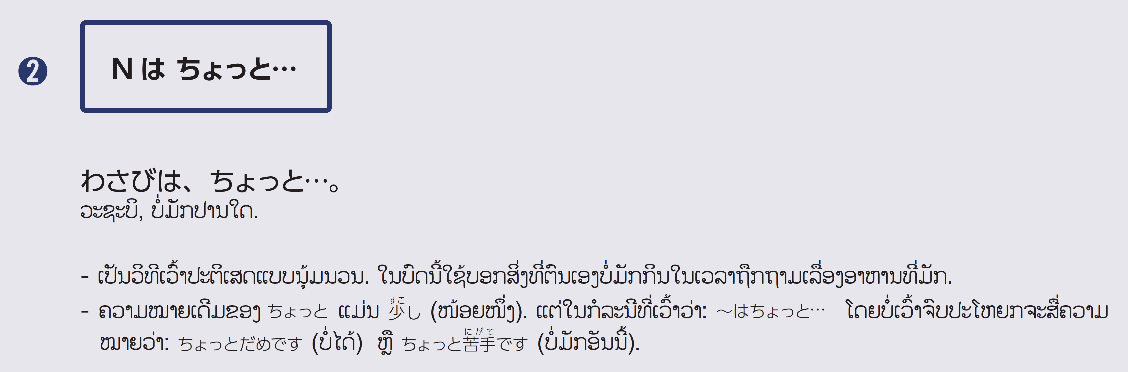 2
N は ちょっと…
わさびは、ちょっと…。
ວະຊະບິ, ບໍ່ມັກປານໃດ.
- ເປັນວິທີເວົ້າປະຕິເສດແບບນຸ້ມນວນ. ໃນບົດນີ້ໃຊ້ບອກສິ່ງທີ່ຕົນເອງບໍ່ມັກກິນໃນເວລາຖືກຖາມເລື່ອງອາຫານທີ່ມັກ.
- ຄວາມໝາຍເດີມຂອງ ちょっと ແມ່ນ 少し (ໜ້ອຍໜຶ່ງ). ແຕ່ໃນກໍລະນີທີ່ເວົ້າວ່າ: ～はちょっと… ໂດຍບໍ່ເວົ້າຈົບປະໂຫຍກຈະສື່ຄວາມ
ໝາຍວ່າ: ちょっとだめです (ບໍ່ໄດ້) ຫຼື ちょっと苦手です (ບໍ່ມັກອັນນີ້).